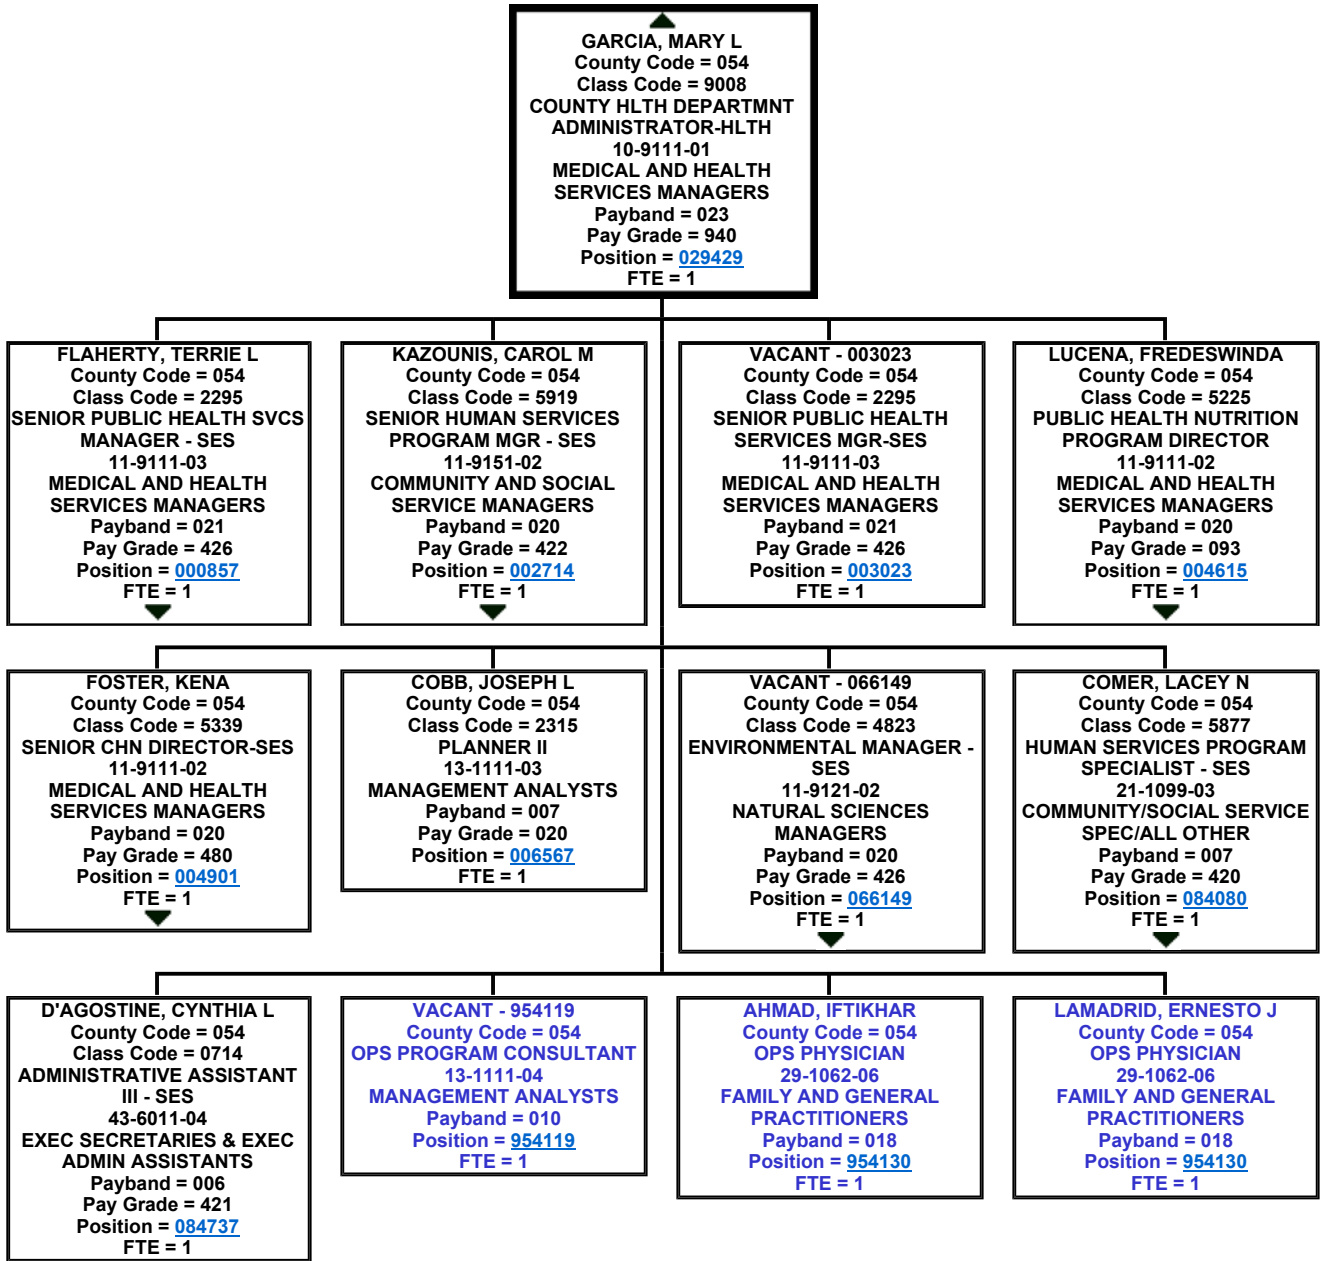 GARCIA, MARY L
County Code = 054
Class Code = 9008
COUNTY HLTH DEPARTMNT
ADMINISTRATOR-HLTH
10-9111-01
MEDICAL AND HEALTH
SERVICES MANAGERS
Payband = 023
Pay Grade = 940
Position = 029429
FTE = 1
FLAHERTY, TERRIE L
County Code = 054
Class Code = 2295
SENIOR PUBLIC HEALTH SVCS
MANAGER - SES
11-9111-03
MEDICAL AND HEALTH
SERVICES MANAGERS
Payband = 021
Pay Grade = 426
Position = 000857
FTE = 1
KAZOUNIS, CAROL M
County Code = 054
Class Code = 5919
SENIOR HUMAN SERVICES
PROGRAM MGR - SES
11-9151-02
COMMUNITY AND SOCIAL
SERVICE MANAGERS
Payband = 020
Pay Grade = 422
Position = 002714
FTE = 1
VACANT - 003023
County Code = 054
Class Code = 2295
SENIOR PUBLIC HEALTH
SERVICES MGR-SES
11-9111-03
MEDICAL AND HEALTH
SERVICES MANAGERS
Payband = 021
Pay Grade = 426
Position = 003023
FTE = 1
LUCENA, FREDESWINDA
County Code = 054
Class Code = 5225
PUBLIC HEALTH NUTRITION
PROGRAM DIRECTOR
11-9111-02
MEDICAL AND HEALTH
SERVICES MANAGERS
Payband = 020
Pay Grade = 093
Position = 004615
FTE = 1
FOSTER, KENA
County Code = 054
Class Code = 5339
SENIOR CHN DIRECTOR-SES
11-9111-02
MEDICAL AND HEALTH
SERVICES MANAGERS
Payband = 020
Pay Grade = 480
Position = 004901
FTE = 1
COBB, JOSEPH L
County Code = 054
Class Code = 2315
PLANNER II
13-1111-03
MANAGEMENT ANALYSTS
Payband = 007
Pay Grade = 020
Position = 006567
FTE = 1
VACANT - 066149
County Code = 054
Class Code = 4823
ENVIRONMENTAL MANAGER -
SES
11-9121-02
NATURAL SCIENCES
MANAGERS
Payband = 020
Pay Grade = 426
Position = 066149
FTE = 1
COMER, LACEY N
County Code = 054
Class Code = 5877
HUMAN SERVICES PROGRAM
SPECIALIST - SES
21-1099-03
COMMUNITY/SOCIAL SERVICE
SPEC/ALL OTHER
Payband = 007
Pay Grade = 420
Position = 084080
FTE = 1
D'AGOSTINE, CYNTHIA L
County Code = 054
Class Code = 0714
ADMINISTRATIVE ASSISTANT
III - SES
43-6011-04
EXEC SECRETARIES & EXEC
ADMIN ASSISTANTS
Payband = 006
Pay Grade = 421
Position = 084737
FTE = 1
VACANT - 954119
County Code = 054
OPS PROGRAM CONSULTANT
13-1111-04
MANAGEMENT ANALYSTS
Payband = 010
Position = 954119
FTE = 1
AHMAD, IFTIKHAR
County Code = 054
OPS PHYSICIAN
29-1062-06
FAMILY AND GENERAL
PRACTITIONERS
Payband = 018
Position = 954130
FTE = 1
LAMADRID, ERNESTO J
County Code = 054
OPS PHYSICIAN
29-1062-06
FAMILY AND GENERAL
PRACTITIONERS
Payband = 018
Position = 954130
FTE = 1